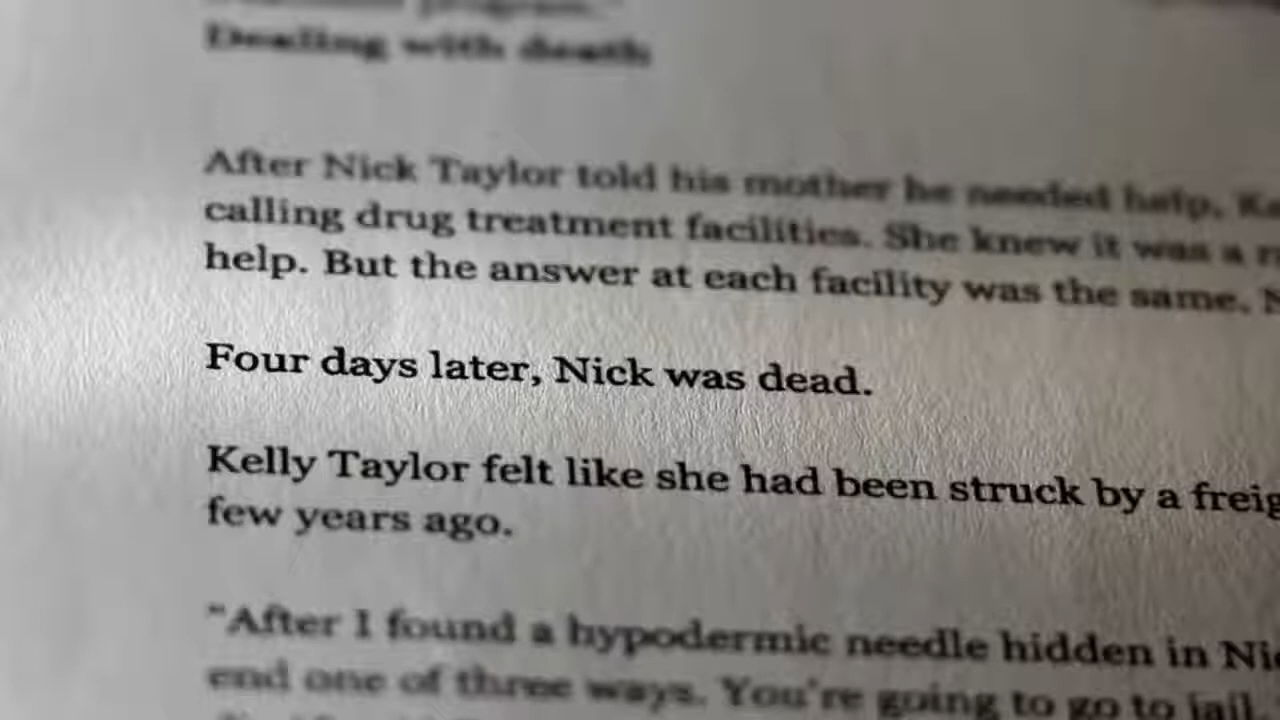 program."
Dealing with death
After Nick Taylor told his mother he needed help,
calling drug treatment facilities. She knew it was a
help. But the answer at each facility was the same.
Four days later, Nick was dead.
Kelly Taylor felt like she had been struck by a
few years ago.
"After I found a hypodermic needle hidden in
end one of three ways. You're going to go to jail.